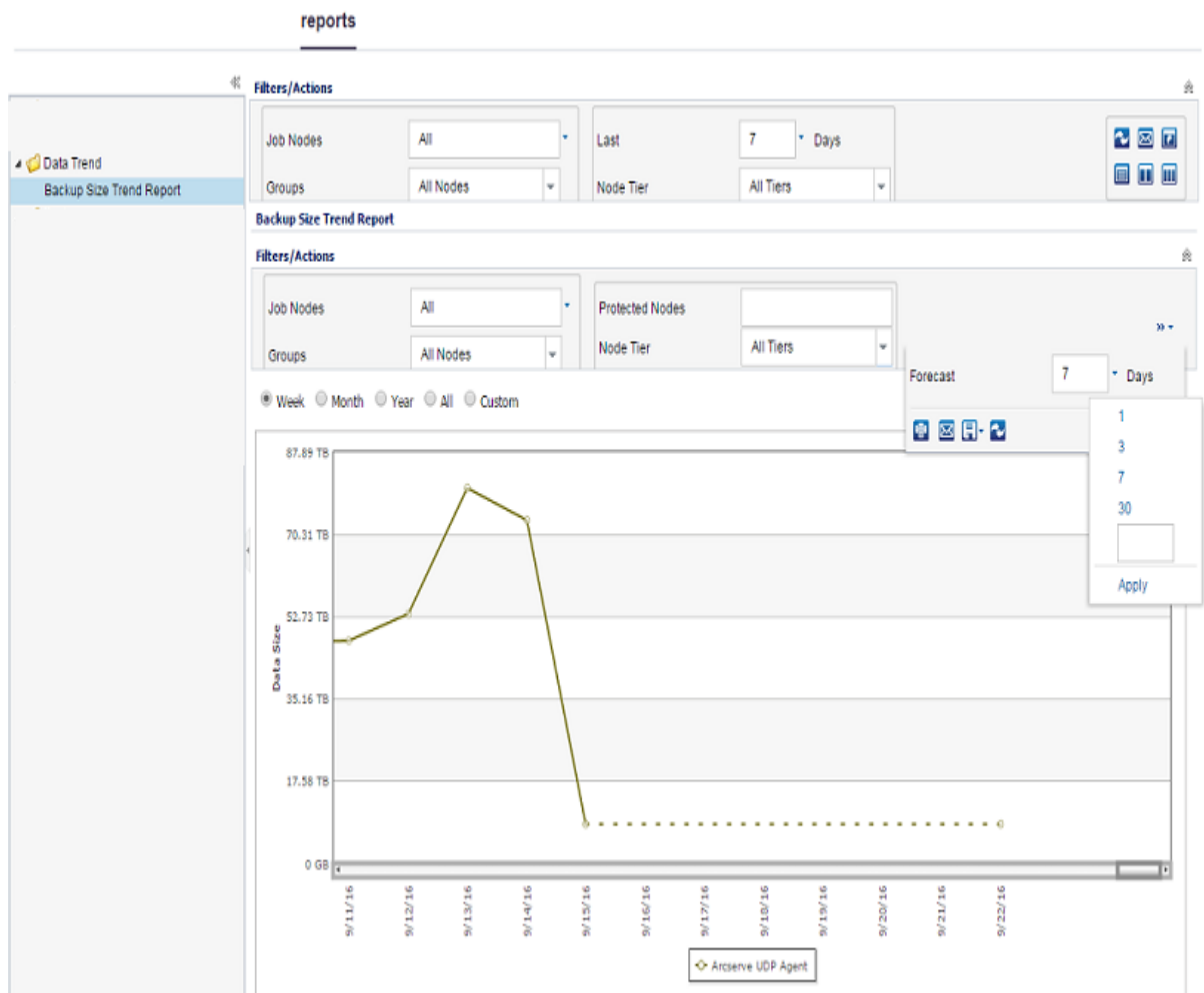 reports
Filters/Actions
Job Nodes All Last 7 Days
Groups All Nodes Node Tier All Tiers
Data Trend
Backup Size Trend Report
Backup Size Trend Report
Filters/Actions
Job Nodes All Protected Nodes
Groups All Nodes Node Tier All Tiers
Forecast 7 Days
1
3
7
30
Apply
Week Month Year All Custom
87.89 TB
70.31 TB
52.73 TB
35.16 TB
17.58 TB
0 GB
Data Size
9/11/16 9/12/16 9/13/16 9/14/16 9/15/16 9/16/16 9/17/16 9/18/16 9/19/16 9/20/16 9/21/16 9/22/16
Arcserve UDP Agent